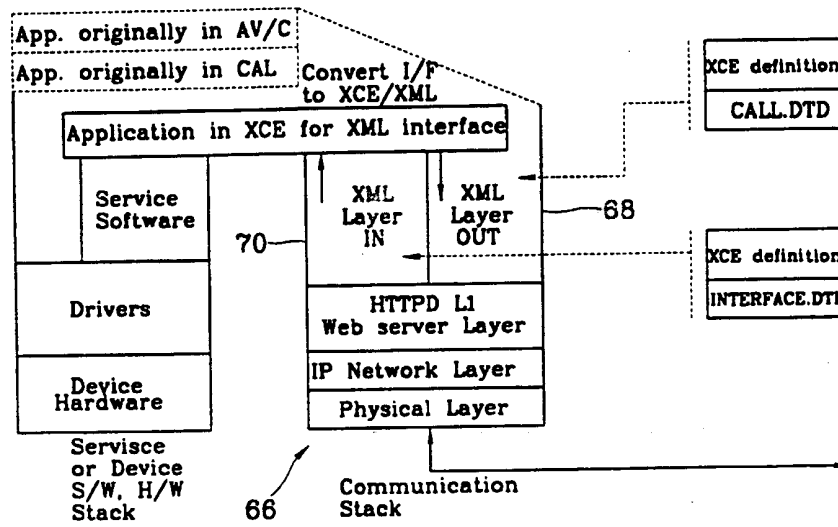 App. originally in AV/C
App. originally in CAL
Convert I/F
to XCE/XML
Application in XCE for XML interface
Service
Software
XML
Layer
IN
XML
Layer
OUT
70
68
Drivers
HTTPD L1
Web server Layer
Device
Hardware
IP Network Layer
Physical Layer
Servisce
or Device
S/W, H/W
Stack
66
Communication
Stack
XCE definition
CALL.DTD
XCE definition
INTERFACE.DT